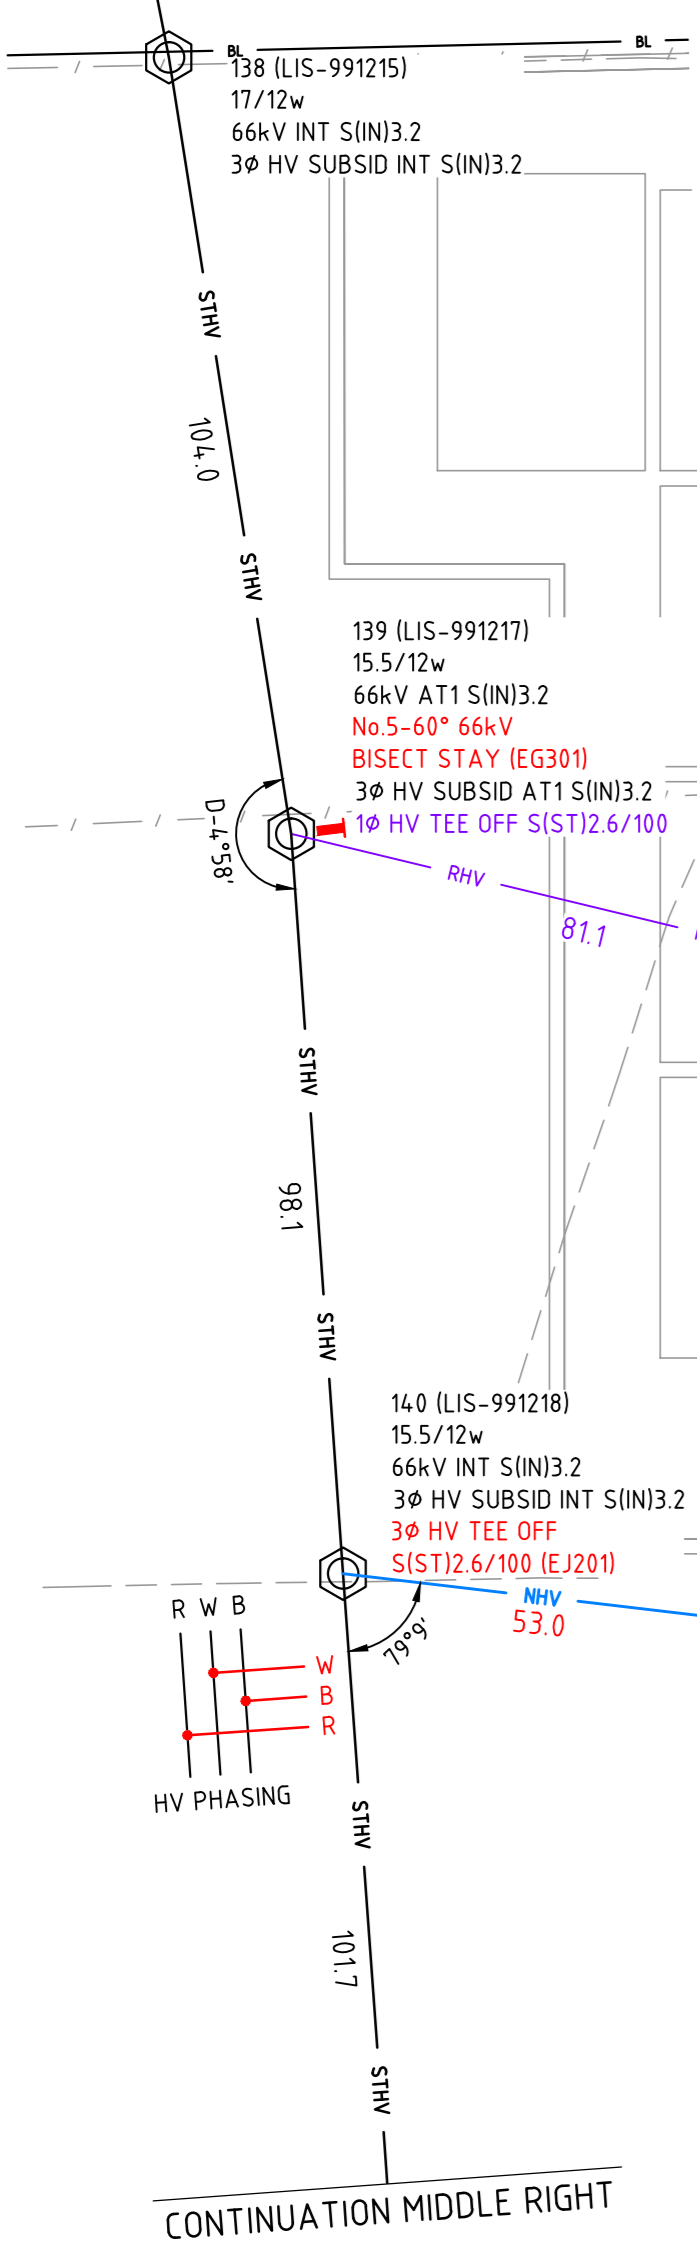 BL
BL
138 (LIS-991215)
17/12w
66kV INT S(IN)3.2
3Ø HV SUBSID INT S(IN)3.2
STHV
104.0
STHV
139 (LIS-991217)
15.5/12w
66kV AT1 S(IN)3.2
No.5-60° 66kV
BISECT STAY (EG301)
3Ø HV SUBSID AT1 S(IN)3.2
1Ø HV TEE OFF S(ST)2.6/100
D-4°58'
RHV
81.1
STHV
98.1
STHV
140 (LIS-991218)
15.5/12w
66kV INT S(IN)3.2
3Ø HV SUBSID INT S(IN)3.2
3Ø HV TEE OFF
S(ST)2.6/100 (EJ201)
NHV
53.0
79°9'
R W B
W
B
R
HV PHASING
STHV
101.7
STHV
CONTINUATION MIDDLE RIGHT